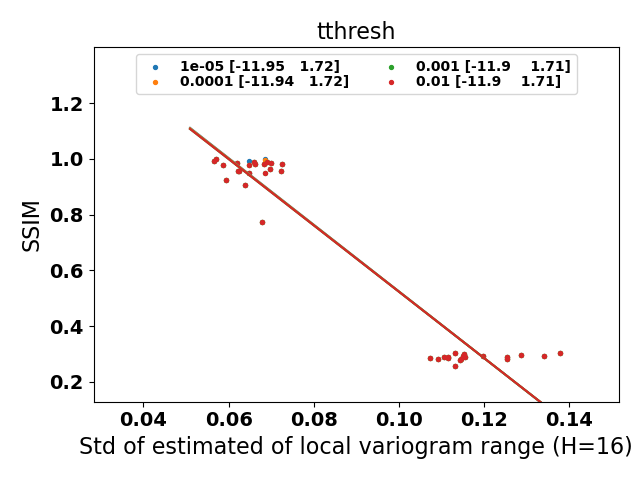 tthresh
1e-05 [-11.95 1.72]
0.0001 [-11.94 1.72]
0.001 [-11.9 1.71]
0.01 [-11.9 1.71]
1.2
1.0
0.8
0.6
0.4
0.2
SSIM
0.04 0.06 0.08 0.10 0.12 0.14
Std of estimated of local variogram range (H=16)